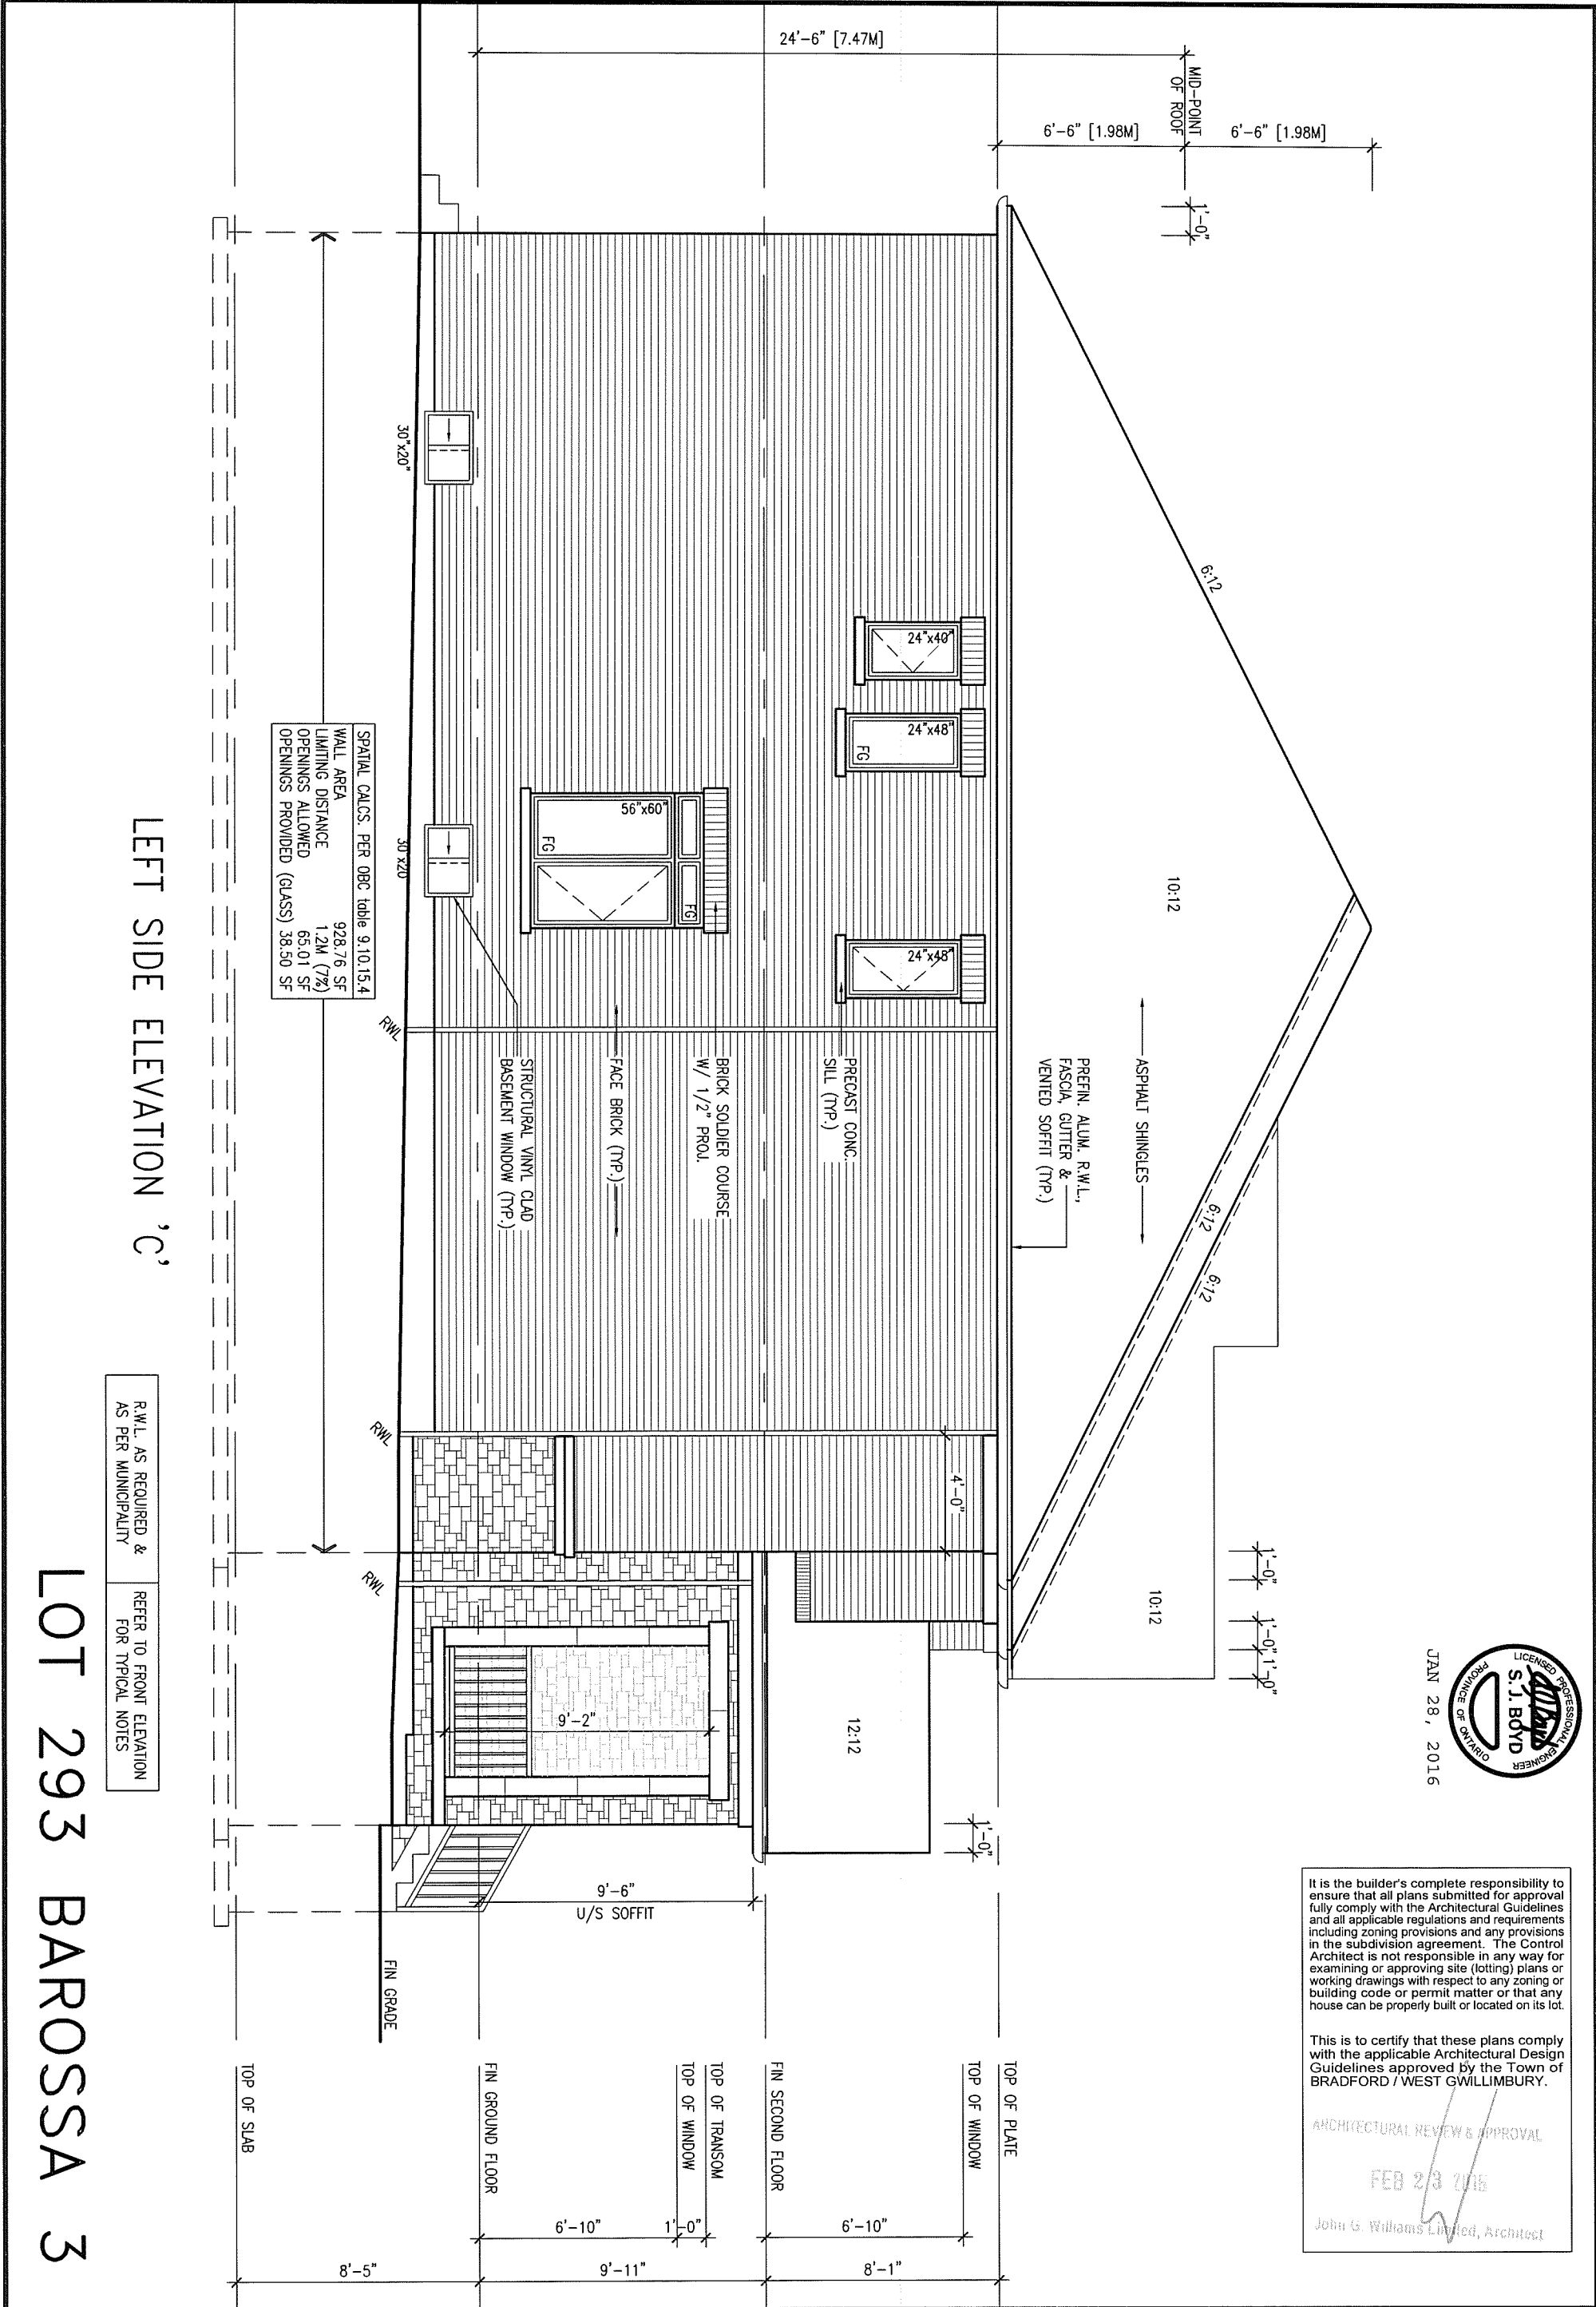 24'-6" [7.47M]
MID-POINT
OF ROOF
6'-6" [1.98M]
6'-6" [1.98M]
1'-0"
6:12
10:12
ASPHALT SHINGLES
PREFIN. ALUM. R.W.L.,
FASCIA, GUTTER &
VENTED SOFFIT (TYP.)
6:12
6:12
10:12
1'-0"
1'-0"
1'-0"
12:12
1'-0"
24"x40"
24"x48"
FG
24"x48"
56"x60"
FG
FG
PRECAST CONC.
SILL (TYP.)
BRICK SOLDIER COURSE
W/ 1/2" PROJ.
FACE BRICK (TYP.)
STRUCTURAL VINYL CLAD
BASEMENT WINDOW (TYP.)
30"x20"
30"x20"
RWL
RWL
RWL
4'-0"
9'-2"
9'-6"
U/S SOFFIT
FIN GRADE
TOP OF PLATE
TOP OF WINDOW
FIN SECOND FLOOR
TOP OF TRANSOM
TOP OF WINDOW
FIN GROUND FLOOR
TOP OF SLAB
6'-10"
1'-0"
6'-10"
8'-5"
9'-11"
8'-1"
SPATIAL CALCS. PER OBC table 9.10.15.4
WALL AREA 928.76 SF
LIMITING DISTANCE 1.2M (7%)
OPENINGS ALLOWED 65.01 SF
OPENINGS PROVIDED (GLASS) 38.50 SF
LEFT SIDE ELEVATION 'C'
R.W.L. AS REQUIRED &
AS PER MUNICIPALITY
REFER TO FRONT ELEVATION
FOR TYPICAL NOTES
LOT 293 BAROSSA 3
LICENSED PROFESSIONAL ENGINEER
S. J. BOYD
PROVINCE OF ONTARIO
JAN 28, 2016
It is the builder's complete responsibility to
ensure that all plans submitted for approval
fully comply with the Architectural Guidelines
and all applicable regulations and requirements
including zoning provisions and any provisions
in the subdivision agreement. The Control
Architect is not responsible in any way for
examining or approving site (lotting) plans or
working drawings with respect to any zoning or
building code or permit matter or that any
house can be properly built or located on its lot.
This is to certify that these plans comply
with the applicable Architectural Design
Guidelines approved by the Town of
BRADFORD / WEST GWILLIMBURY.
ARCHITECTURAL REVIEW & APPROVAL
FEB 23 2016
John G. Williams Limited, Architect